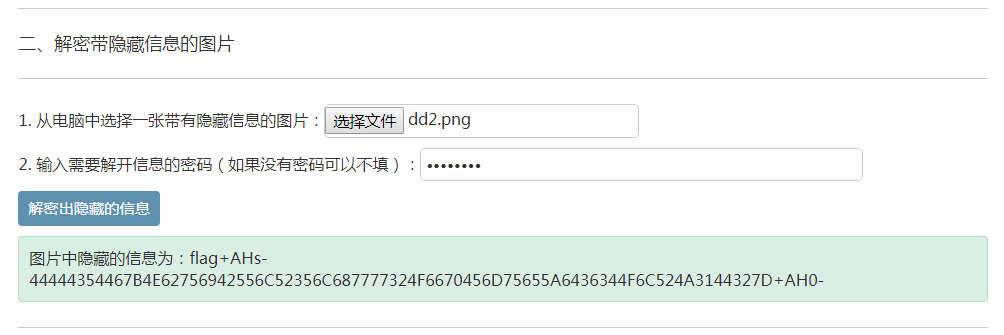 二、解密带隐藏信息的图片
1. 从电脑中选择一张带有隐藏信息的图片：选择文件 dd2.png
2. 输入需要解开信息的密码（如果没有密码可以不填）：••••••••
解密出隐藏的信息
图片中隐藏的信息为：flag+AHs-
44444354467B4E62756942556C52356C687777324F6670456D75655A6436344F6C524A3144327D+AH0-